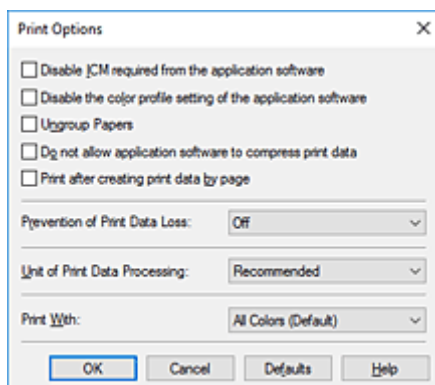 Print Options
Disable ICM required from the application software
Disable the color profile setting of the application software
Ungroup Papers
Do not allow application software to compress print data
Print after creating print data by page
Prevention of Print Data Loss: Off
Unit of Print Data Processing: Recommended
Print With: All Colors (Default)
OK Cancel Defaults Help